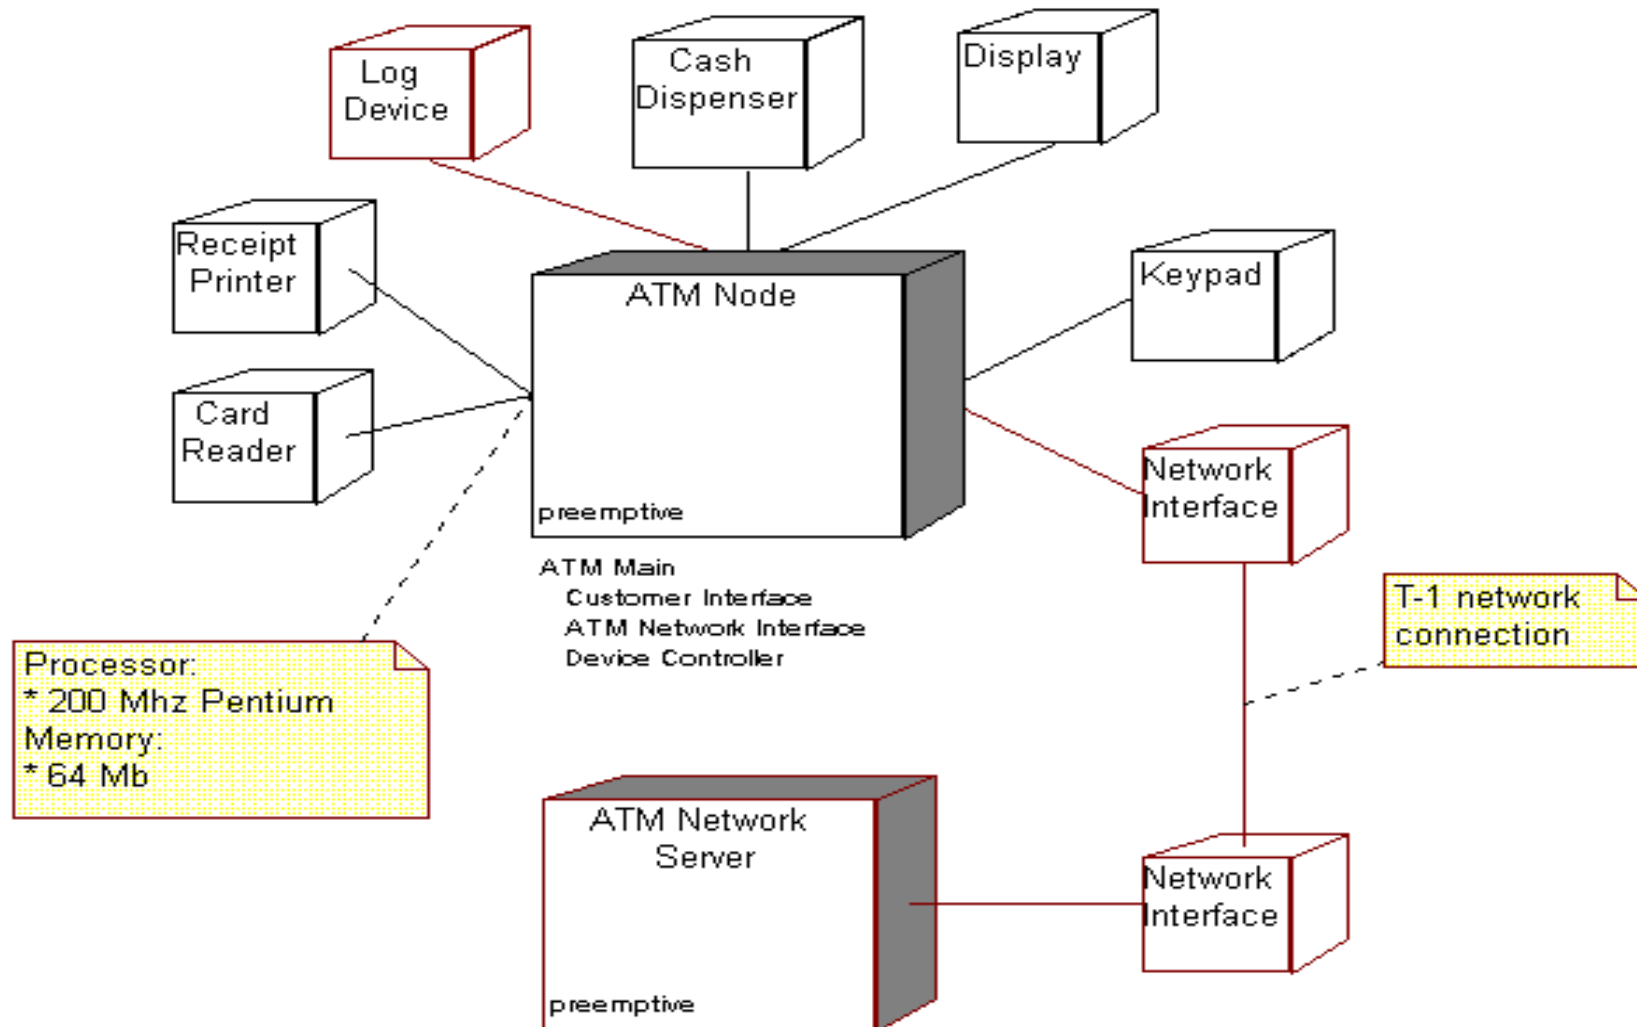 Log
Device
Cash
Dispenser
Display
Receipt
Printer
ATM Node
Keypad
Card
Reader
Network
Interface
preemptive
ATM Main
Customer Interface
ATM Network Interface
Device Controller
T-1 network
connection
Processor:
* 200 Mhz Pentium
Memory:
* 64 Mb
ATM Network
Server
Network
Interface
preemptive